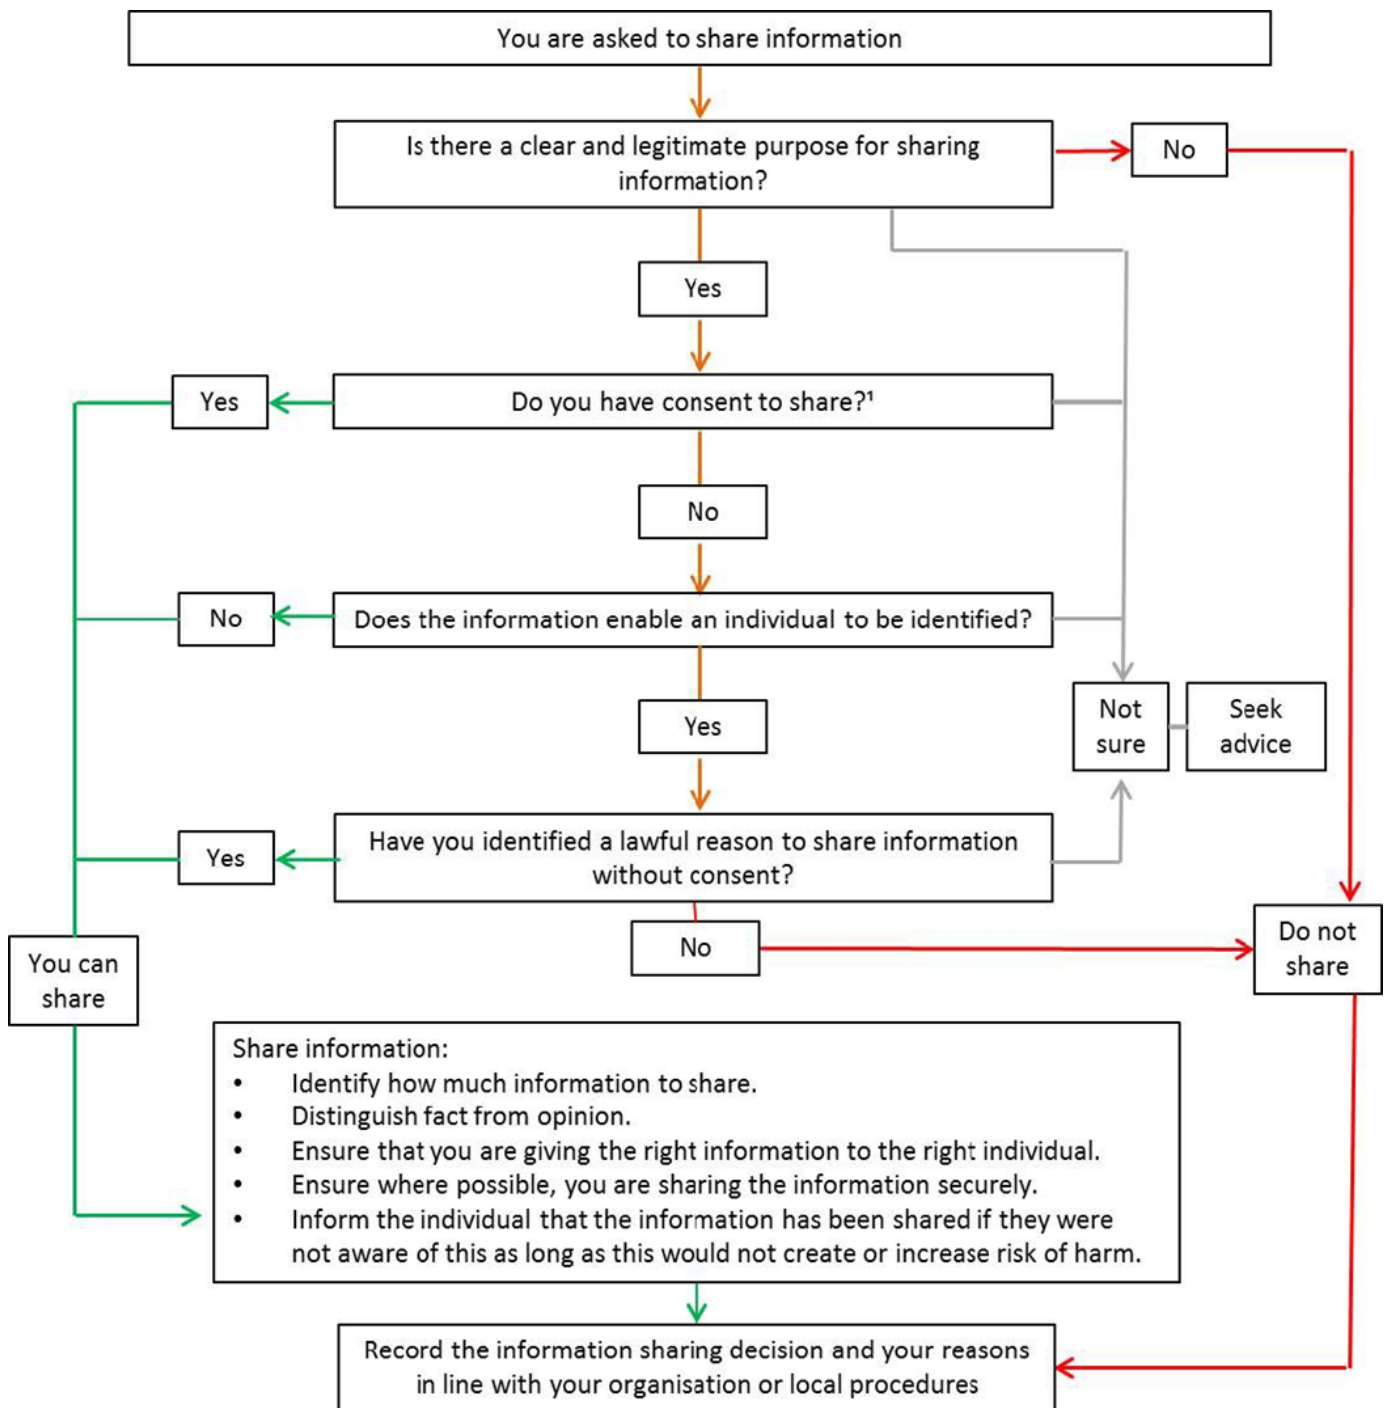 You are asked to share information
Is there a clear and legitimate purpose for sharing
information?
No
Yes
Yes
Do you have consent to share?¹
No
No
Does the information enable an individual to be identified?
Yes
Not
sure
Seek
advice
Yes
Have you identified a lawful reason to share information
without consent?
No
Do not
share
You can
share
Share information:
• Identify how much information to share.
• Distinguish fact from opinion.
• Ensure that you are giving the right information to the right individual.
• Ensure where possible, you are sharing the information securely.
• Inform the individual that the information has been shared if they were
not aware of this as long as this would not create or increase risk of harm.
Record the information sharing decision and your reasons
in line with your organisation or local procedures